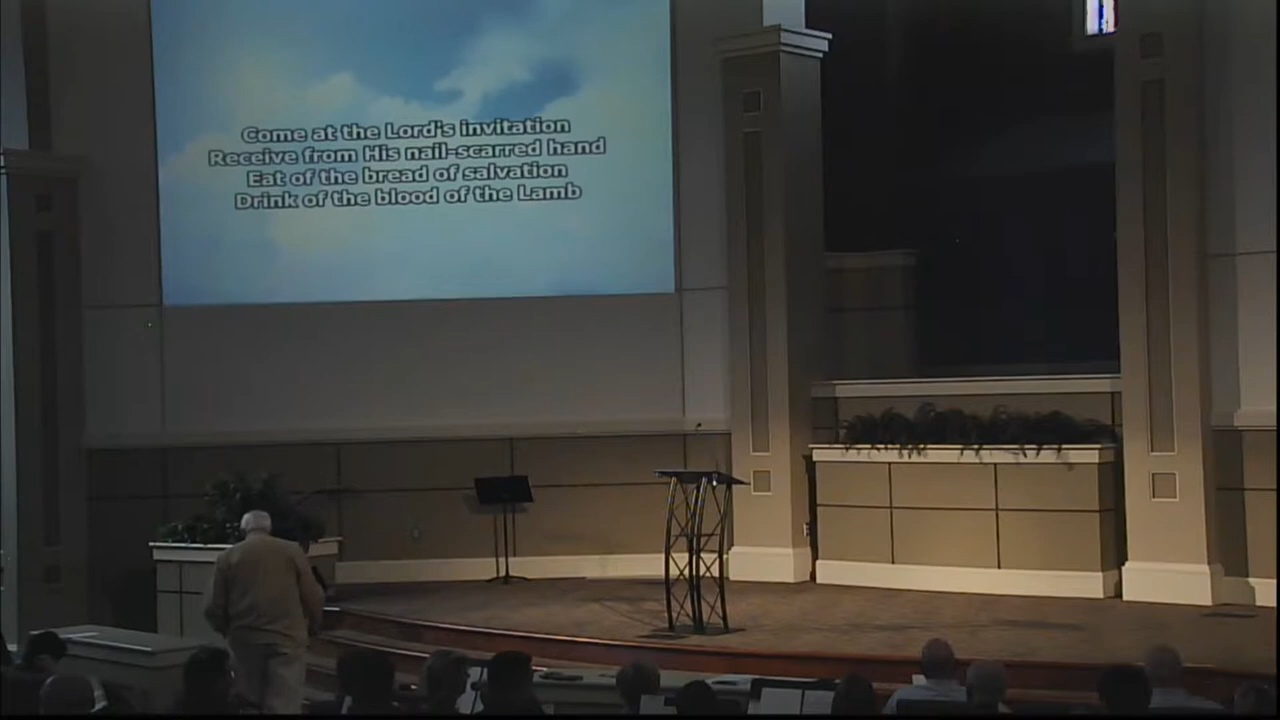 Come at the Lord's invitation
Receive from His nail-scarred hand
Eat of the bread of salvation
Drink of the blood of the Lamb